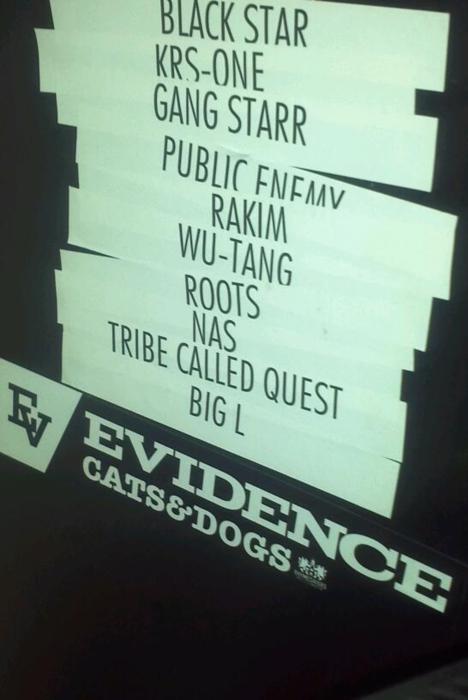 BLACK STAR
KRS-ONE
GANG STARR
PUBLIC ENEMY
RAKIM
WU-TANG
ROOTS
NAS
TRIBE CALLED QUEST
BIG L
EV
EVIDENCE
CATS&DOGS